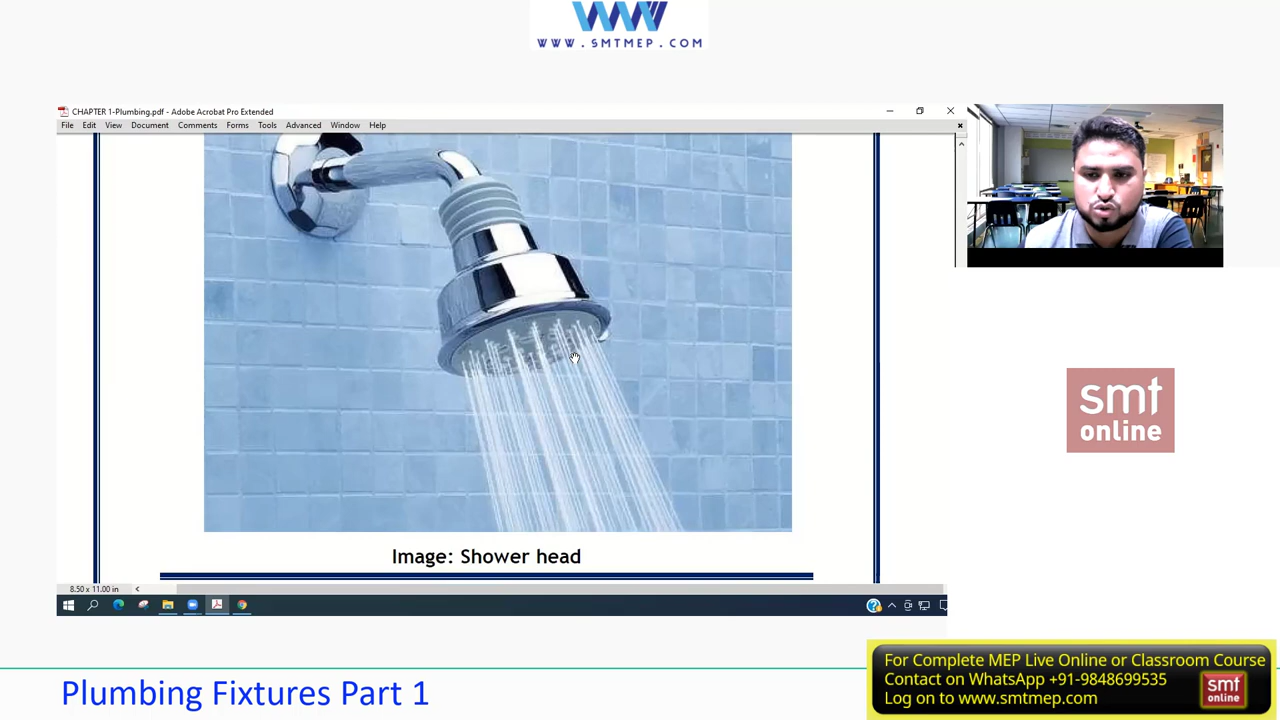 WWW.SMTMEP.COM
CHAPTER 1-Plumbing.pdf - Adobe Acrobat Pro Extended
File Edit View Document Comments Forms Tools Advanced Window Help
smt
online
Image: Shower head
8.50 x 11.00 in
Plumbing Fixtures Part 1
For Complete MEP Live Online or Classroom Course
Contact on WhatsApp +91-9848699535
Log on to www.smtmep.com
smt
online